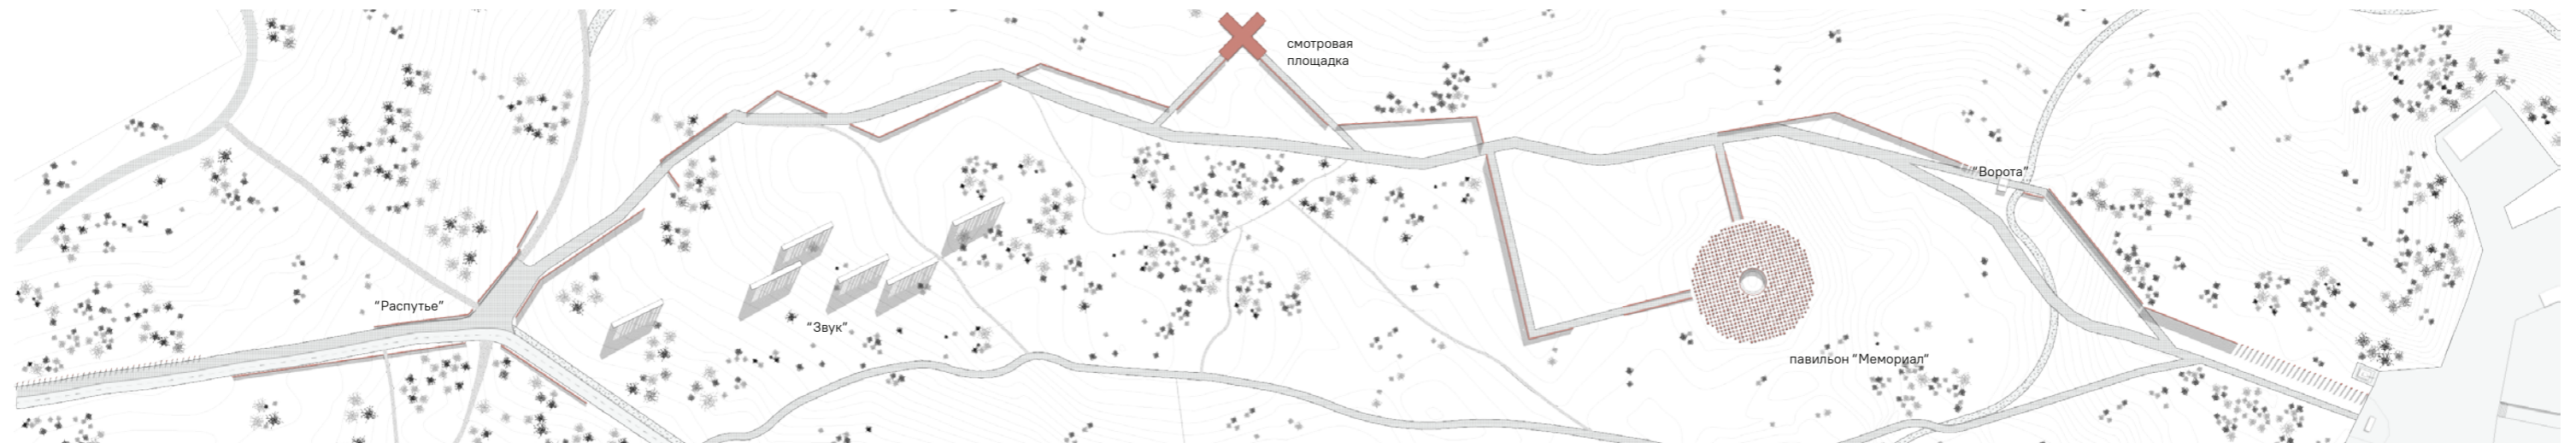 смотровая
площадка
“Ворота”
“Распутье”
“Звук”
павильон “Мемориал”